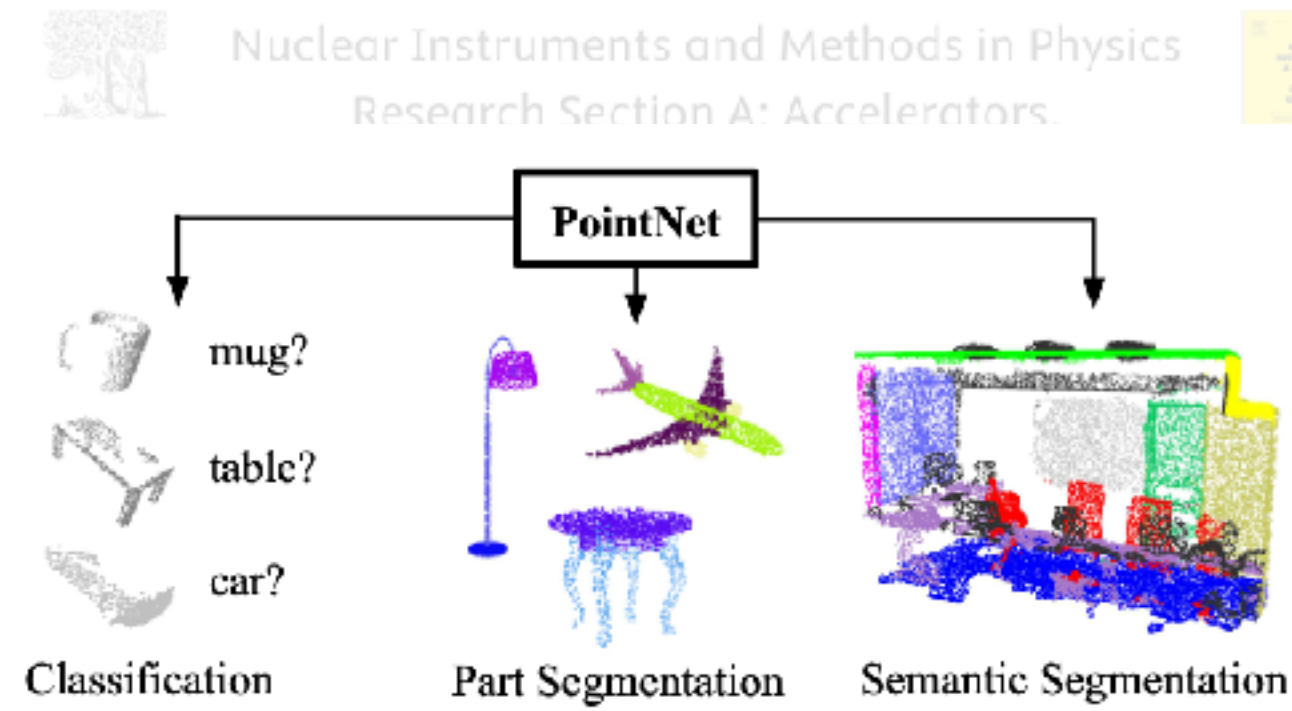 Nuclear Instruments and Methods in Physics
Research Section A: Accelerators,
PointNet
mug?
table?
car?
Classification
Part Segmentation
Semantic Segmentation